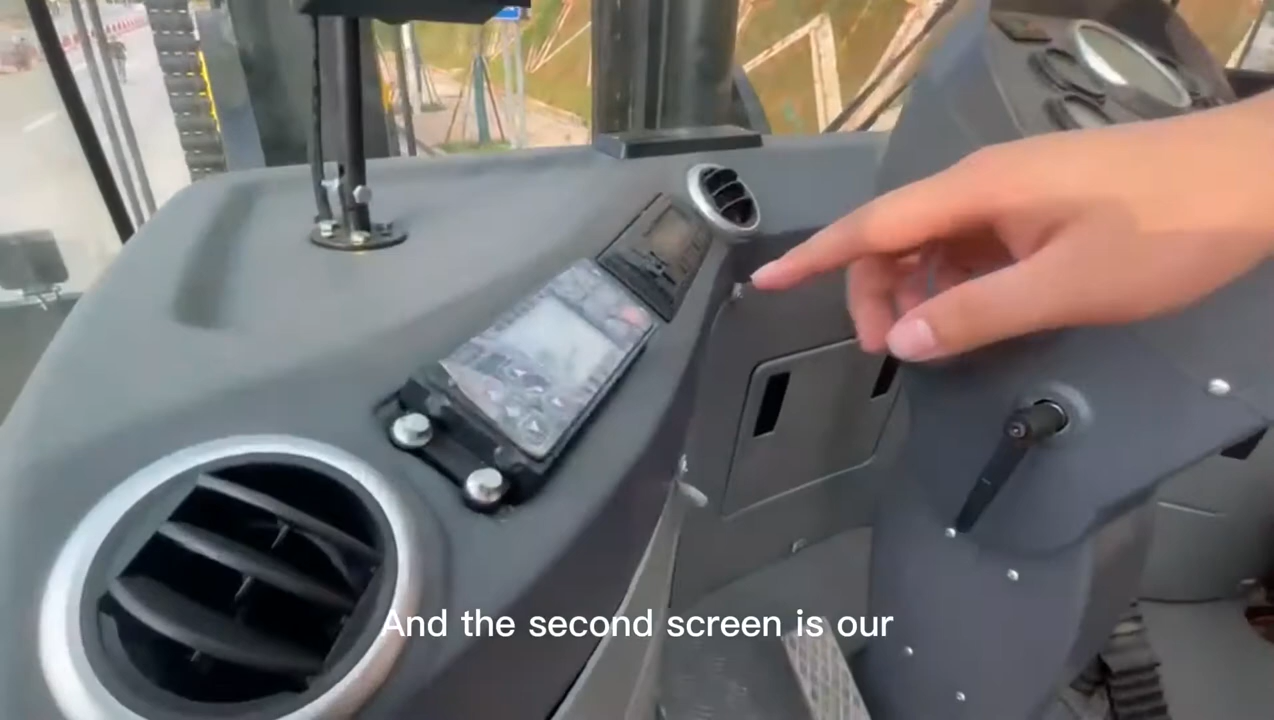 And the second screen is our